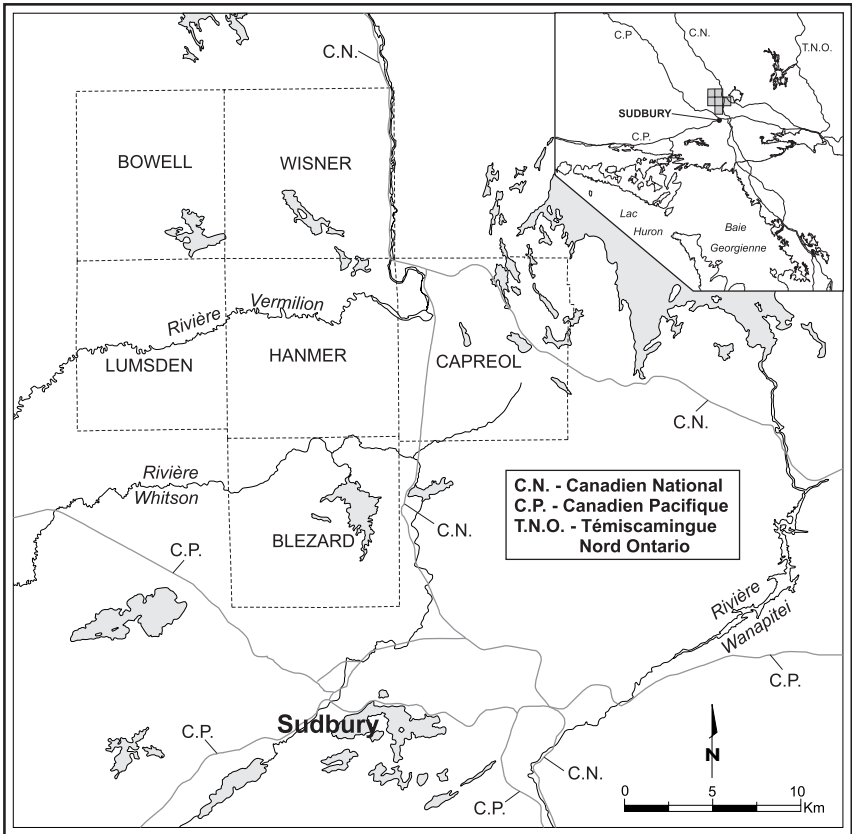 C.N.
C.P
C.N.
T.N.O.
SUDBURY
C.P.
Lac
Huron
Baie
Georgienne
BOWELL
WISNER
Rivière
Vermilion
LUMSDEN
HANMER
CAPREOL
C.N.
Rivière
Whitson
C.N. - Canadien National
C.P. - Canadien Pacifique
T.N.O. - Témiscamingue
Nord Ontario
C.N.
BLEZARD
C.P.
Rivière
Wanapitei
C.P.
Sudbury
C.P.
N
C.N.
C.P.
0 5 10
Km